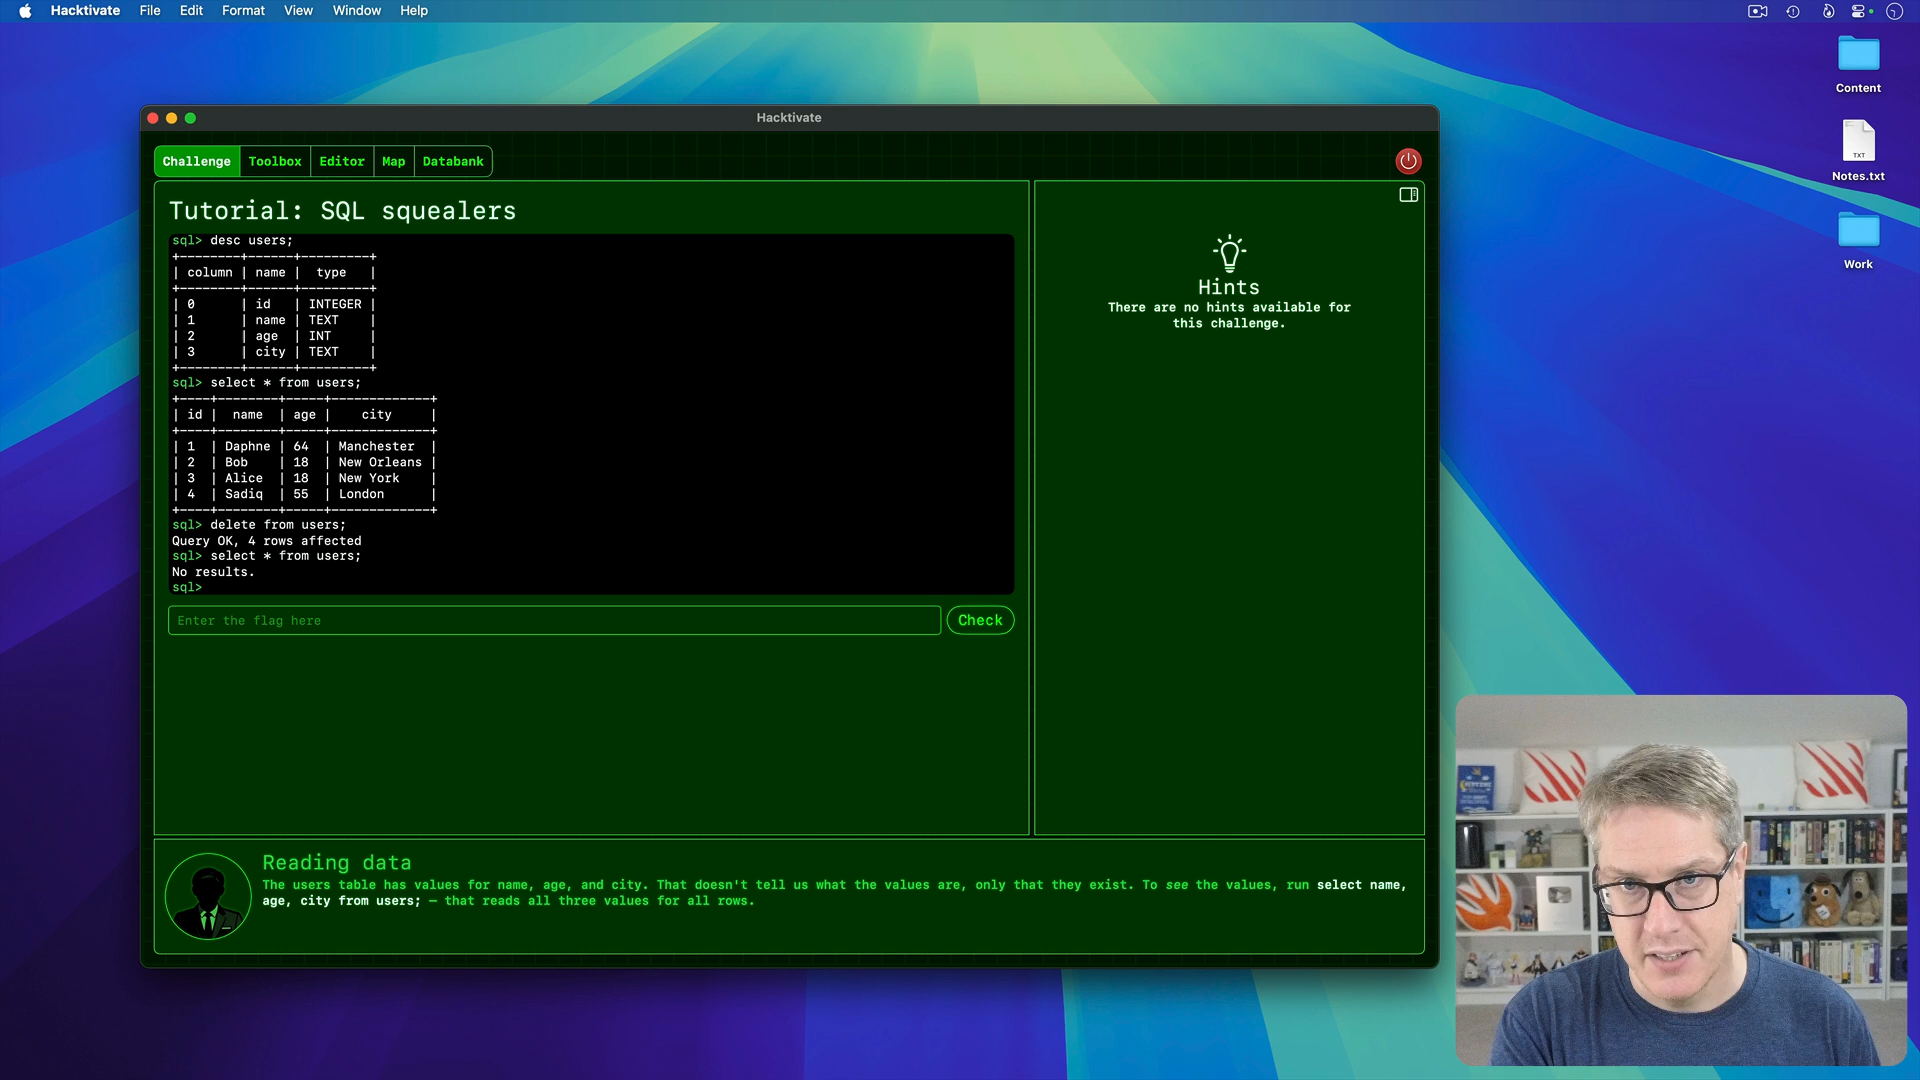 Hacktivate File Edit Format View Window Help
Content
TXT
Notes.txt
Work
Hacktivate
Challenge Toolbox Editor Map Databank
Tutorial: SQL squealers
sql> desc users;
+--------+------+---------+
| column | name |  type   |
+--------+------+---------+
| 0      | id   | INTEGER |
| 1      | name | TEXT    |
| 2      | age  | INT     |
| 3      | city | TEXT    |
+--------+------+---------+
sql> select * from users;
+----+--------+-----+-------------+
| id |  name  | age |    city     |
+----+--------+-----+-------------+
| 1  | Daphne | 64  | Manchester  |
| 2  | Bob    | 18  | New Orleans |
| 3  | Alice  | 18  | New York    |
| 4  | Sadiq  | 55  | London      |
+----+--------+-----+-------------+
sql> delete from users;
Query OK, 4 rows affected
sql> select * from users;
No results.
sql>
Enter the flag here
Check
Hints
There are no hints available for
this challenge.
Reading data
The users table has values for name, age, and city. That doesn't tell us what the values are, only that they exist. To see the values, run select name,
age, city from users; — that reads all three values for all rows.